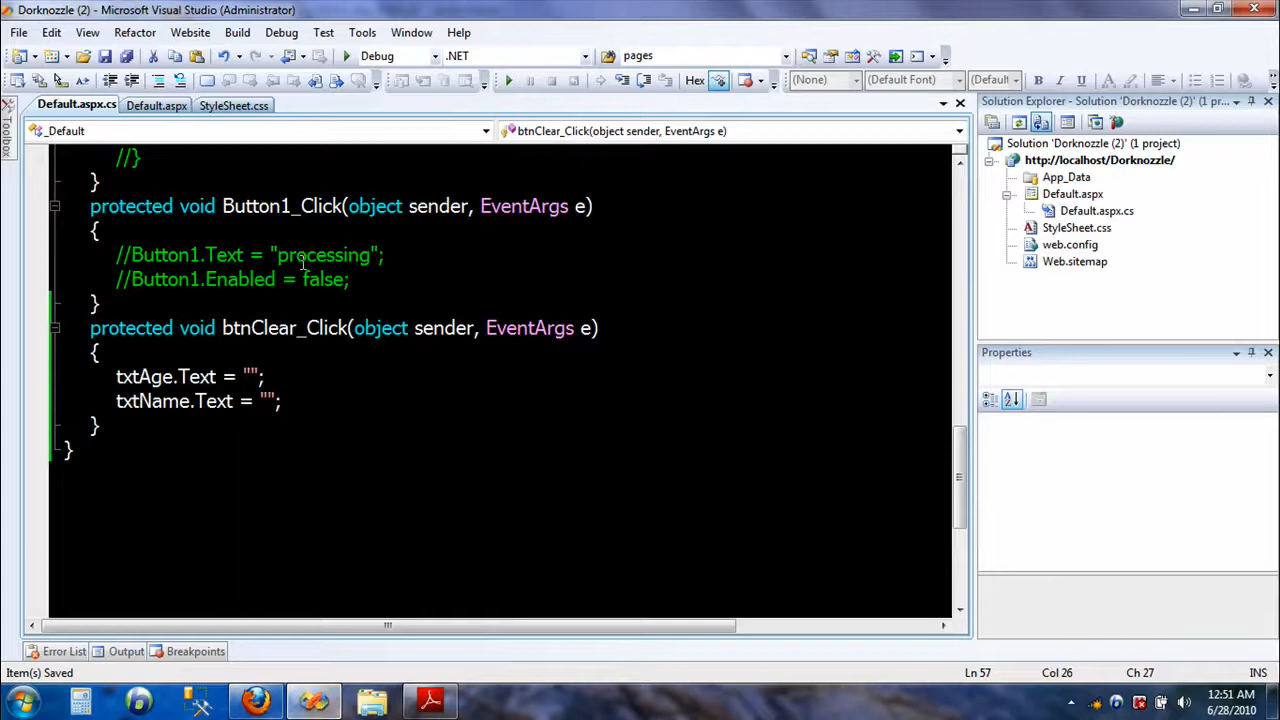 Dorknozzle (2) - Microsoft Visual Studio (Administrator)
File Edit View Refactor Website Build Debug Test Tools Window Help
Debug .NET pages
Hex (None) (Default Font) (Default
Default.aspx.cs Default.aspx StyleSheet.css
Solution Explorer - Solution 'Dorknozzle (2)' (1 pr...
Toolbox
_Default btnClear_Click(object sender, EventArgs e)
Solution 'Dorknozzle (2)' (1 project)
http://localhost/Dorknozzle/
App_Data
Default.aspx
Default.aspx.cs
StyleSheet.css
web.config
Web.sitemap
//}
}
protected void Button1_Click(object sender, EventArgs e)
{
//Button1.Text = "processing";
//Button1.Enabled = false;
}
protected void btnClear_Click(object sender, EventArgs e)
{
txtAge.Text = "";
txtName.Text = "";
}
}
Properties
Error List Output Breakpoints
Item(s) Saved Ln 57 Col 26 Ch 27 INS
12:51 AM
6/28/2010